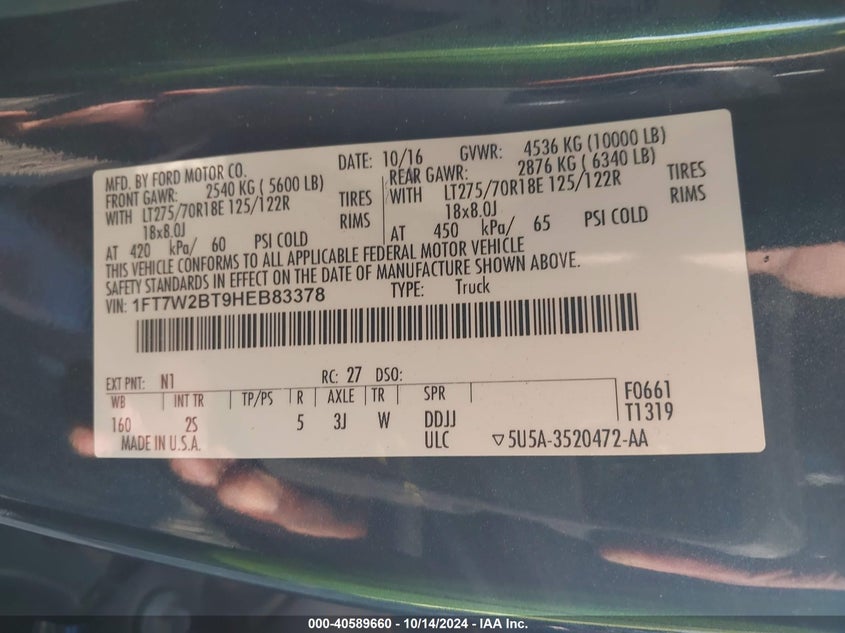 MFD. BY FORD MOTOR CO.
DATE: 10/16 GVWR: 4536 KG (10000 LB)
FRONT GAWR: 2540 KG ( 5600 LB)
REAR GAWR: 2876 KG ( 6340 LB)
WITH LT275/70R18E 125/122R TIRES
WITH LT275/70R18E 125/122R TIRES
18x8.0J RIMS
18x8.0J RIMS
AT 420 kPa/ 60 PSI COLD
AT 450 kPa/ 65 PSI COLD
THIS VEHICLE CONFORMS TO ALL APPLICABLE FEDERAL MOTOR VEHICLE
SAFETY STANDARDS IN EFFECT ON THE DATE OF MANUFACTURE SHOWN ABOVE.
VIN: 1FT7W2BT9HEB83378 TYPE: Truck
EXT PNT: N1 RC: 27 DSO:
WB INT TR TP/PS R AXLE TR SPR F0661
160 2S 5 3J W DDJJ T1319
MADE IN U.S.A. ULC ▽5U5A-3520472-AA
000-40589660 - 10/14/2024 - IAA Inc.